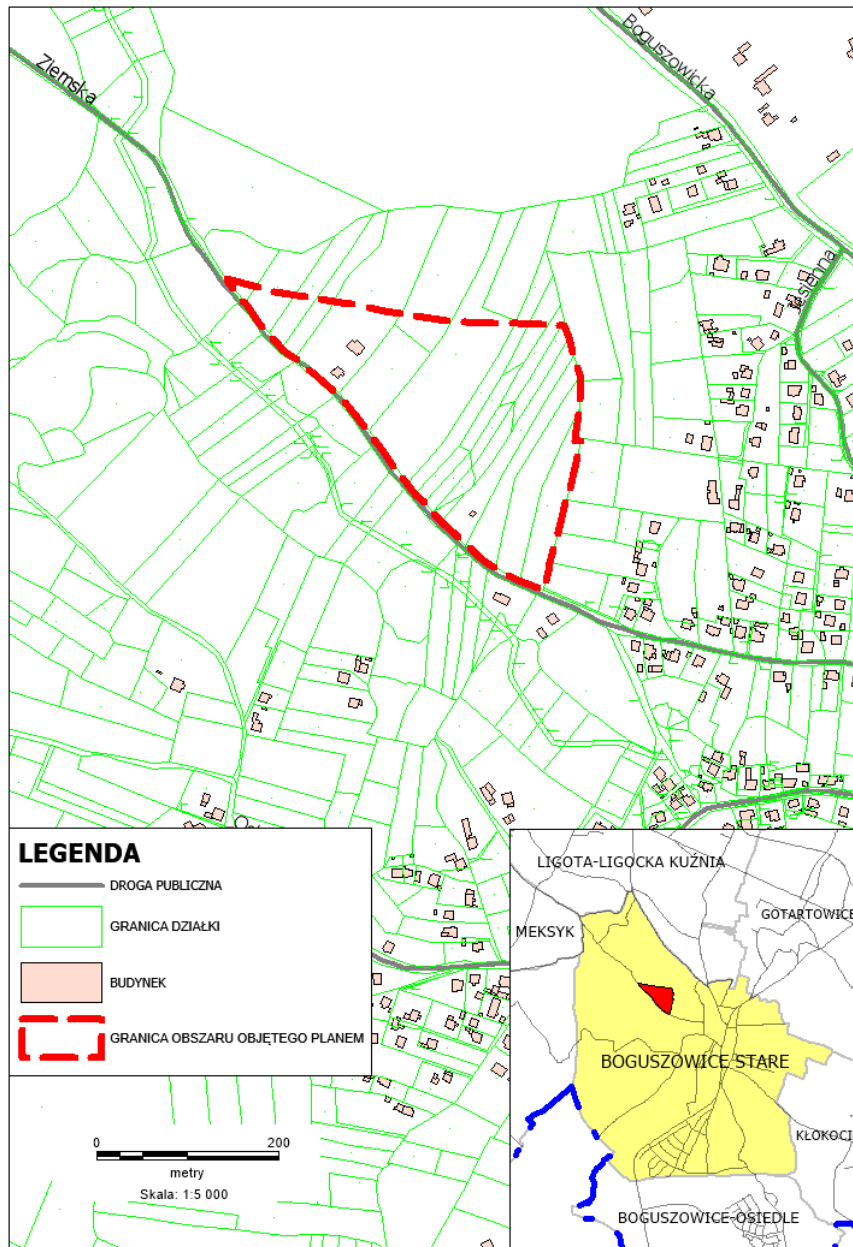 Boguszowicka
Ziemska
Jesienna
LEGENDA
DROGA PUBLICZNA
GRANICA DZIAŁKI
BUDYNEK
GRANICA OBSZARU OBJĘTEGO PLANEM
0 200
metry
Skala: 1:5 000
LIGOTA-LIGOCKA KUŹNIA
GOTARTOWICE
MEKSYK
BOGUSZOWICE STARE
KŁOKOCI
BOGUSZOWICE-OSIEDLE